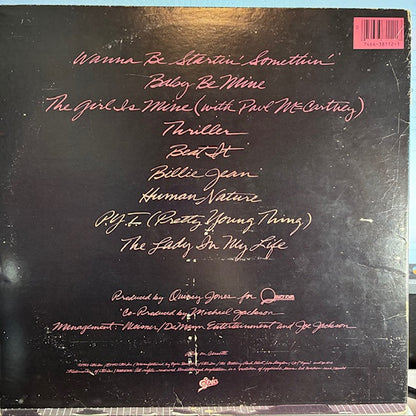 Wanna Be Startin' Somethin'
Baby Be Mine
The Girl Is Mine (with Paul McCartney)
Thriller
Beat It
Billie Jean
Human Nature
P.Y.T. (Pretty Young Thing)
The Lady In My Life
Produced by Quincy Jones for
Co-Produced by Michael Jackson
Management: Weisner/DeMann Entertainment and Joe Jackson
Epic